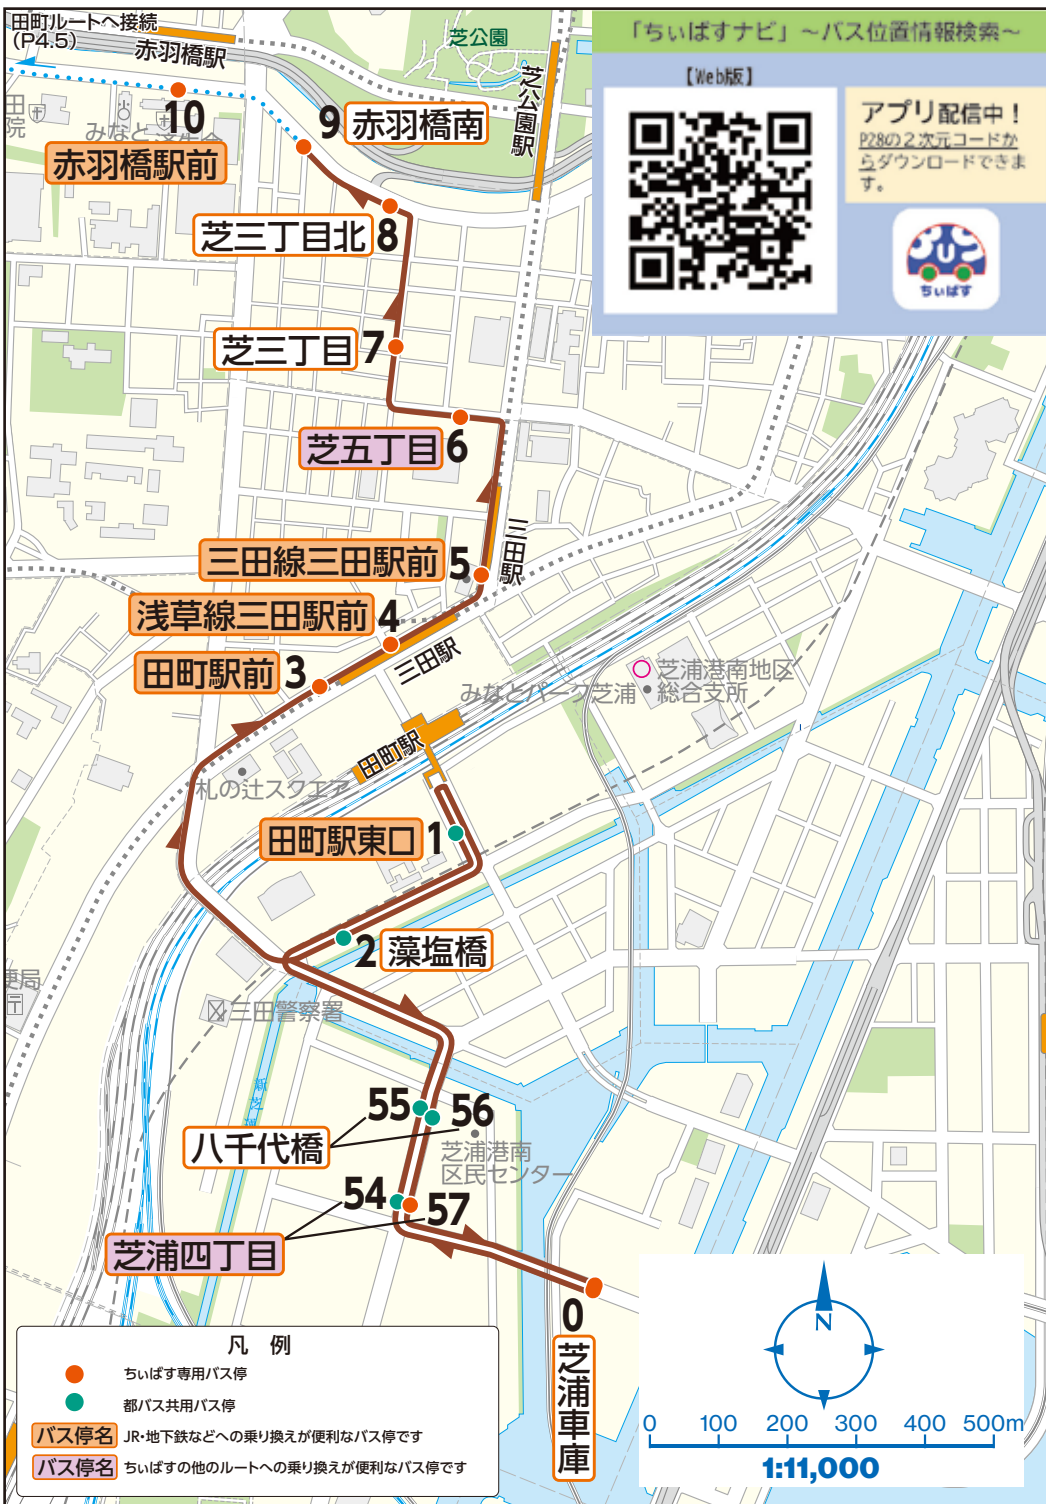 田町ルートへ接続
(P4.5)
赤羽橋駅
芝公園
芝公園駅
「ちぃばすナビ」～バス位置情報検索～
【Web版】
アプリ配信中！
P28の２次元コードか
らダウンロードできま
す。
ちぃばす
10
赤羽橋駅前
9 赤羽橋南
芝三丁目北 8
芝三丁目 7
芝五丁目 6
三田線三田駅前 5
三田駅
浅草線三田駅前 4
三田駅
田町駅前 3
芝浦港南地区
総合支所
みなとパーク芝浦
田町駅
札の辻スクエア
田町駅東口 1
2 藻塩橋
三田警察署
便局
新芝
55
56
八千代橋
芝浦港南
区民センター
54
57
芝浦四丁目
0
芝浦車庫
凡 例
ちぃばす専用バス停
都バス共用バス停
バス停名 JR・地下鉄などへの乗り換えが便利なバス停です
バス停名 ちぃばすの他のルートへの乗り換えが便利なバス停です
N
0 100 200 300 400 500m
1:11,000